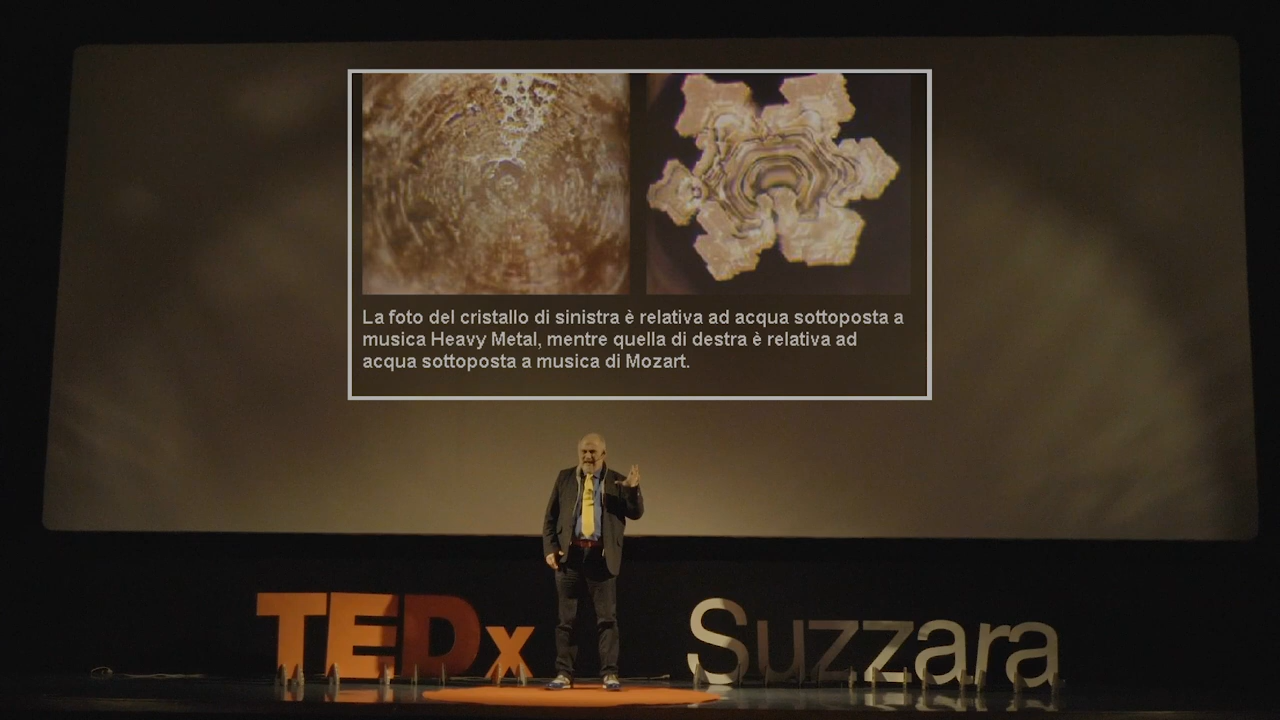 La foto del cristallo di sinistra è relativa ad acqua sottoposta a
musica Heavy Metal, mentre quella di destra è relativa ad
acqua sottoposta a musica di Mozart.
TEDx Suzzara